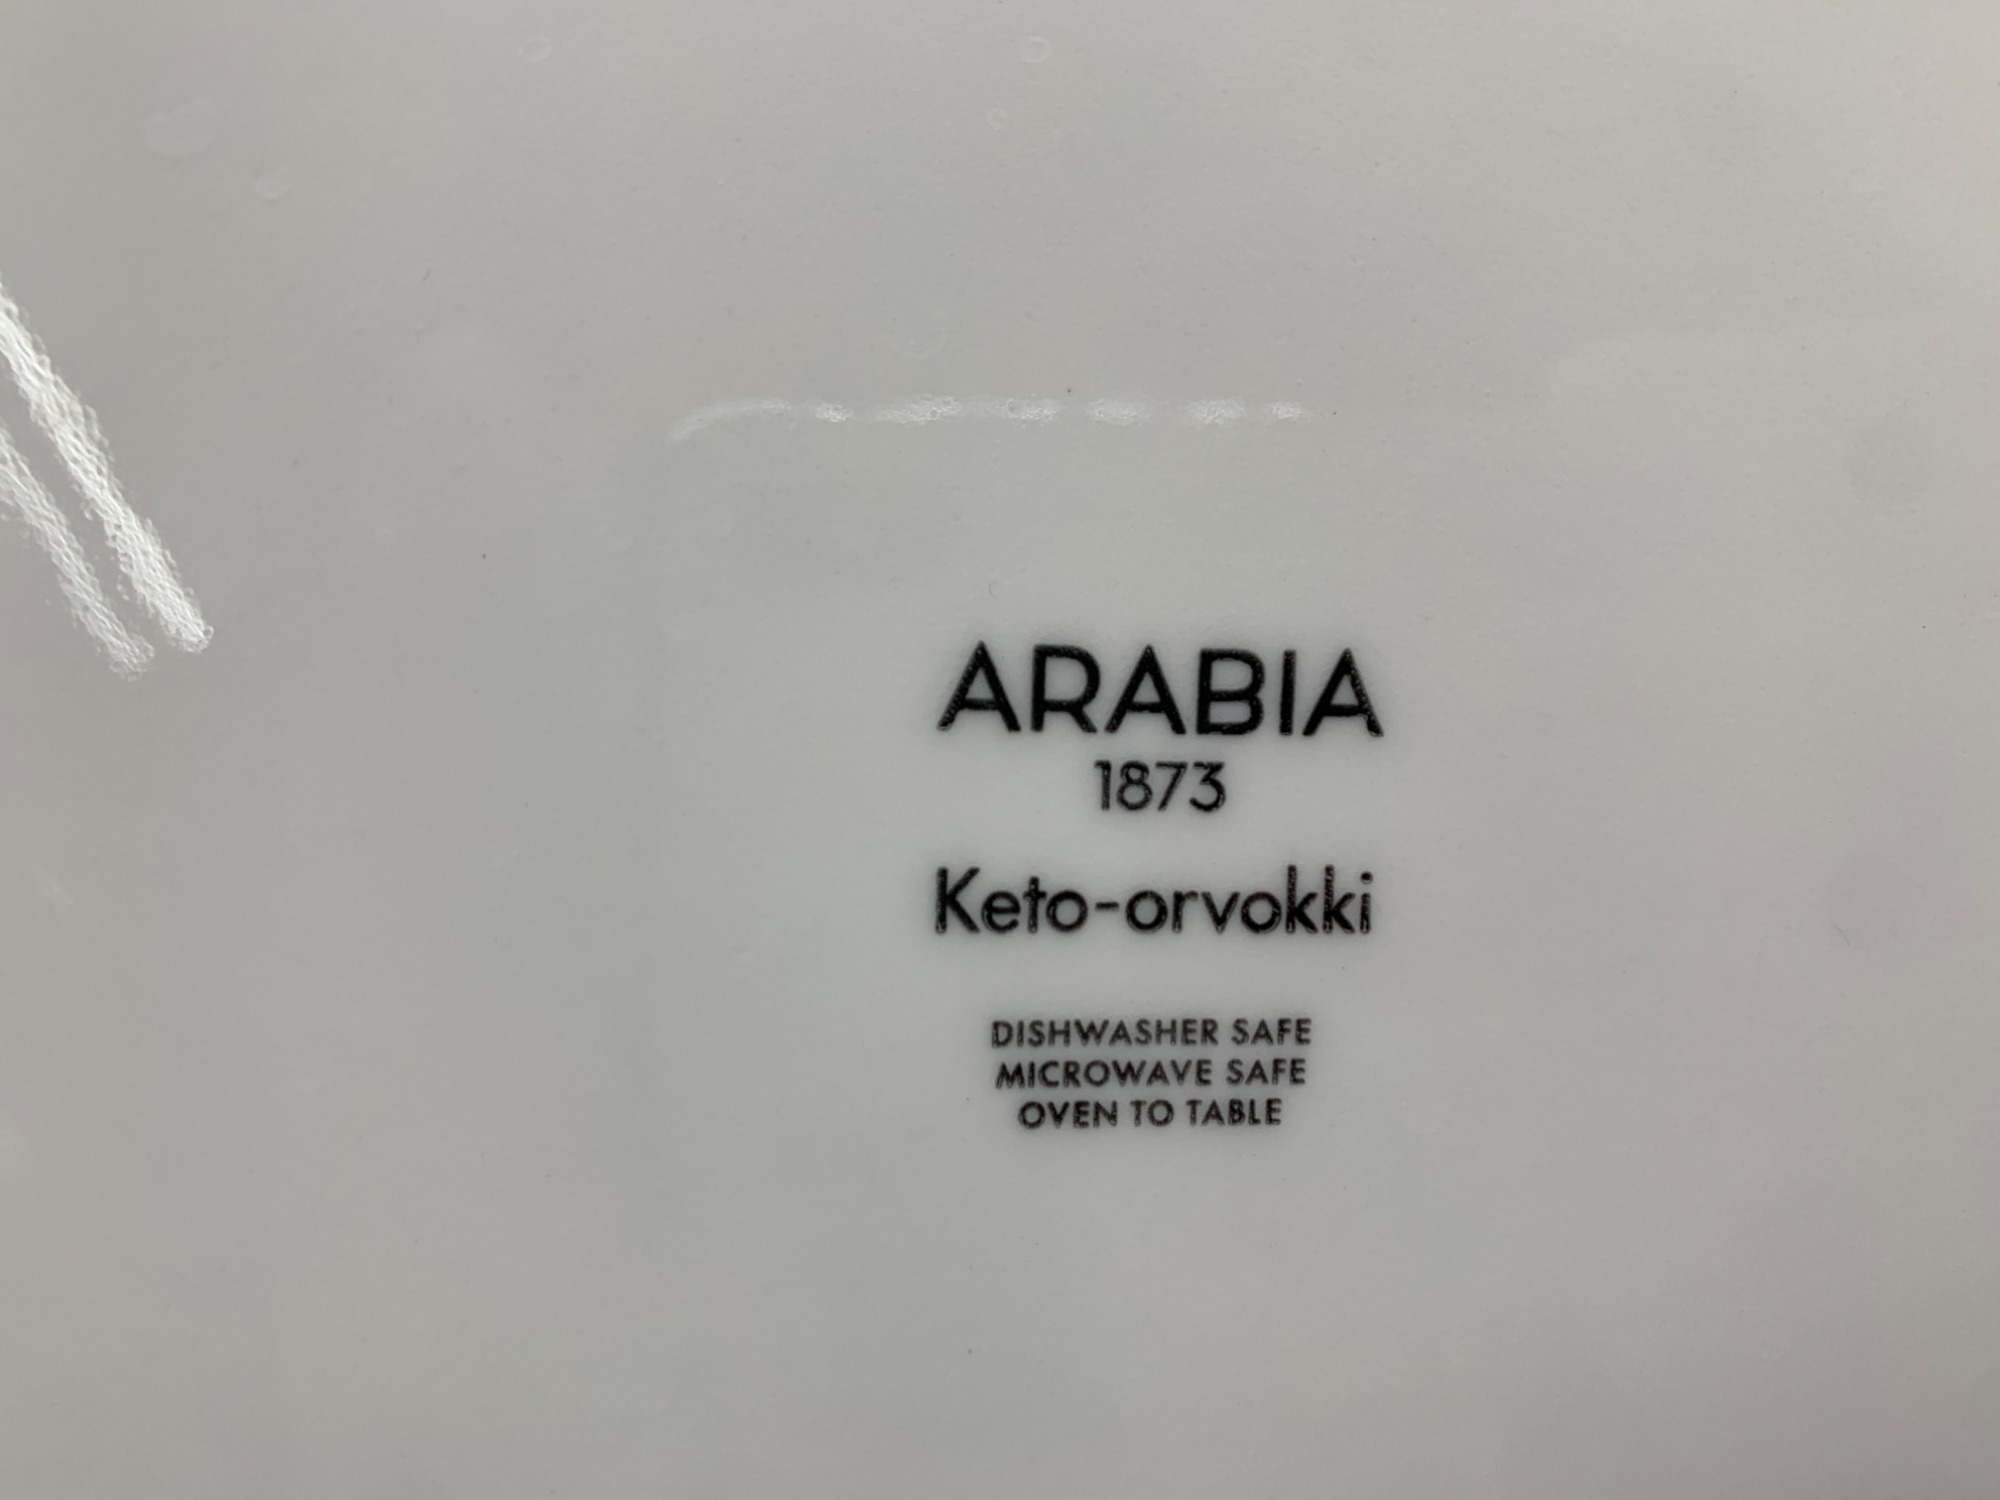 ARABIA
1873
Keto-orvokki
DISHWASHER SAFE
MICROWAVE SAFE
OVEN TO TABLE